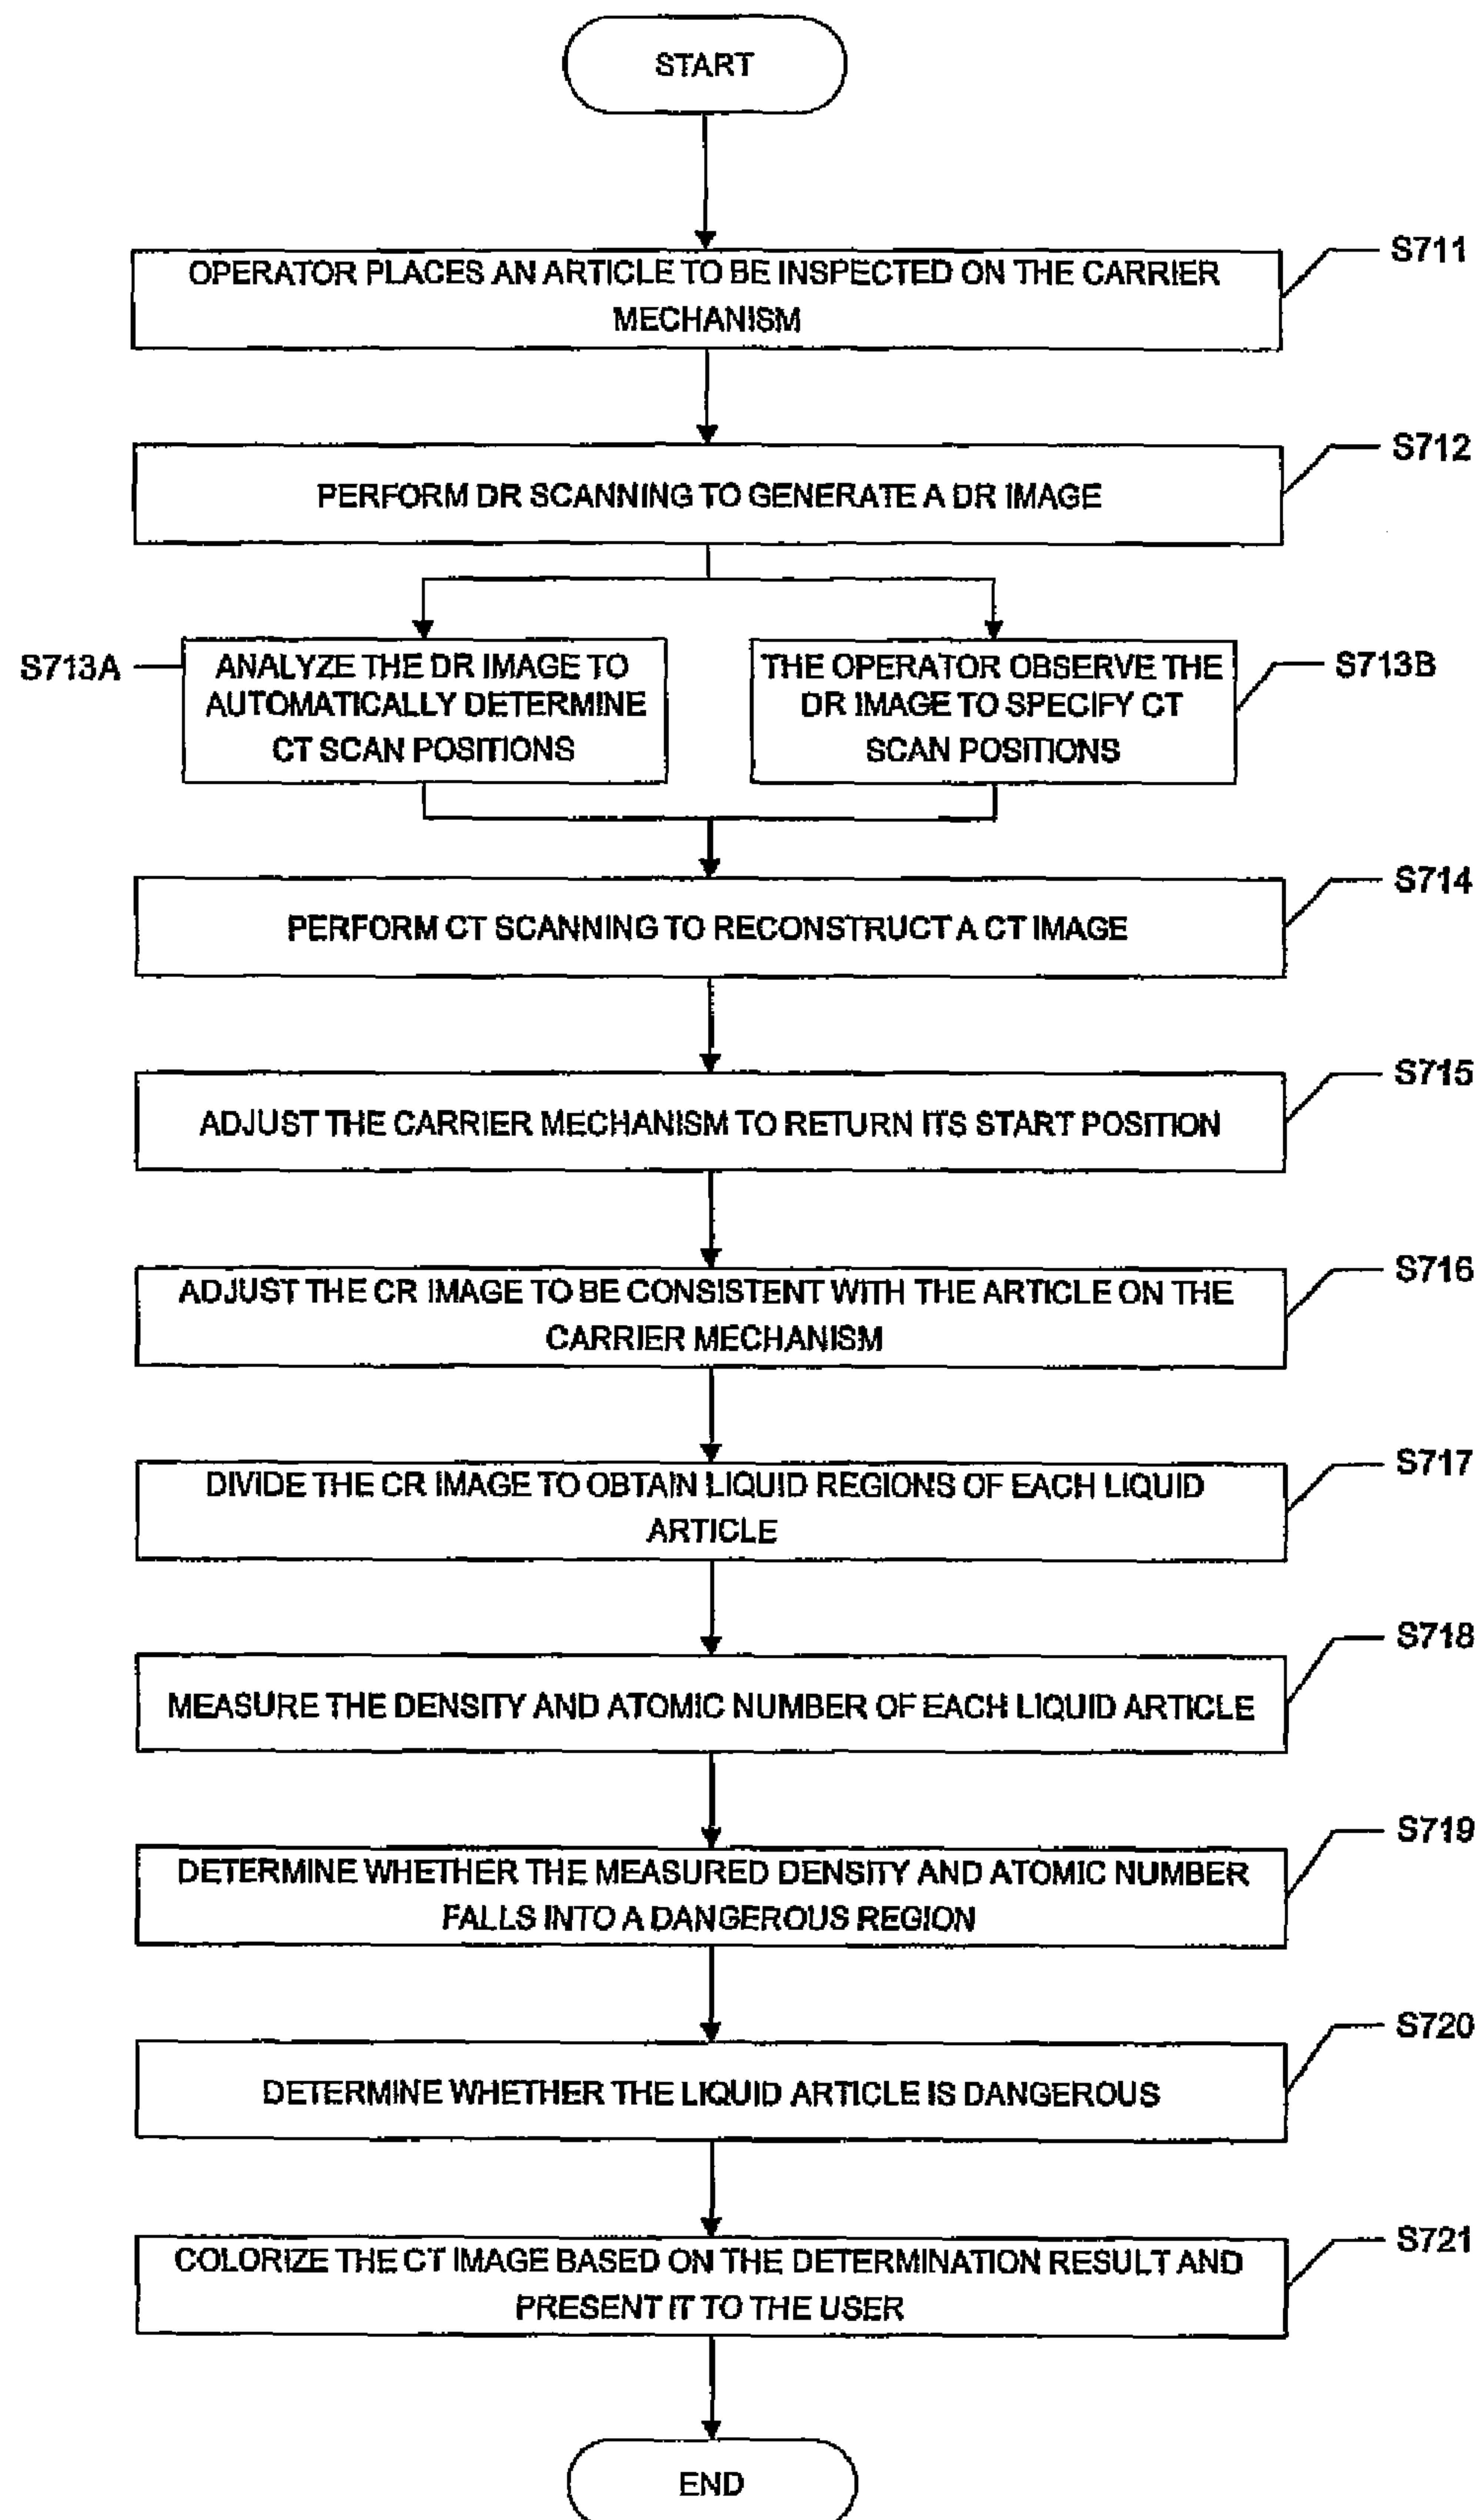 START
S711
OPERATOR PLACES AN ARTICLE TO BE INSPECTED ON THE CARRIER
MECHANISM
S712
PERFORM DR SCANNING TO GENERATE A DR IMAGE
S713A
ANALYZE THE DR IMAGE TO
AUTOMATICALLY DETERMINE
CT SCAN POSITIONS
THE OPERATOR OBSERVE THE
DR IMAGE TO SPECIFY CT
SCAN POSITIONS
S713B
S714
PERFORM CT SCANNING TO RECONSTRUCT A CT IMAGE
S715
ADJUST THE CARRIER MECHANISM TO RETURN ITS START POSITION
S716
ADJUST THE CR IMAGE TO BE CONSISTENT WITH THE ARTICLE ON THE
CARRIER MECHANISM
S717
DIVIDE THE CR IMAGE TO OBTAIN LIQUID REGIONS OF EACH LIQUID
ARTICLE
S718
MEASURE THE DENSITY AND ATOMIC NUMBER OF EACH LIQUID ARTICLE
S719
DETERMINE WHETHER THE MEASURED DENSITY AND ATOMIC NUMBER
FALLS INTO A DANGEROUS REGION
S720
DETERMINE WHETHER THE LIQUID ARTICLE IS DANGEROUS
S721
COLORIZE THE CT IMAGE BASED ON THE DETERMINATION RESULT AND
PRESENT IT TO THE USER
END